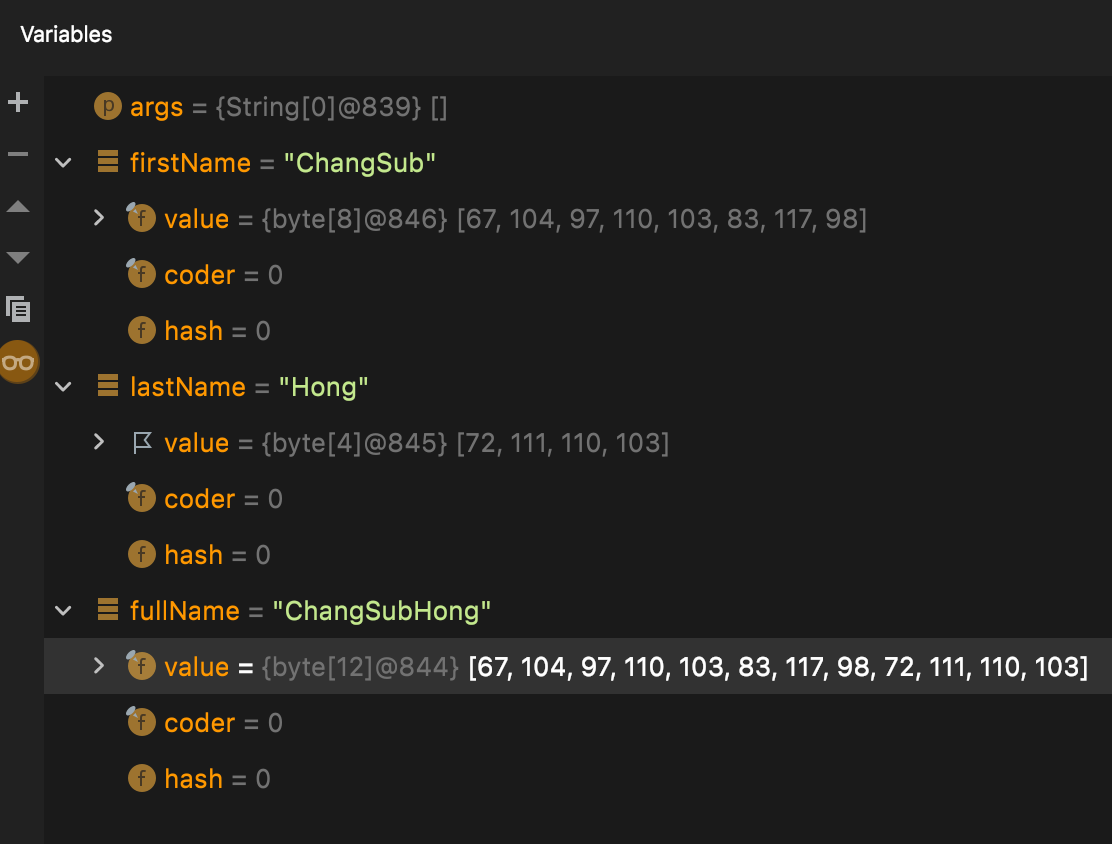 Variables
p args = {String[0]@839} []
firstName = "ChangSub"
f value = {byte[8]@846} [67, 104, 97, 110, 103, 83, 117, 98]
f coder = 0
f hash = 0
lastName = "Hong"
value = {byte[4]@845} [72, 111, 110, 103]
f coder = 0
f hash = 0
fullName = "ChangSubHong"
f value = {byte[12]@844} [67, 104, 97, 110, 103, 83, 117, 98, 72, 111, 110, 103]
f coder = 0
f hash = 0